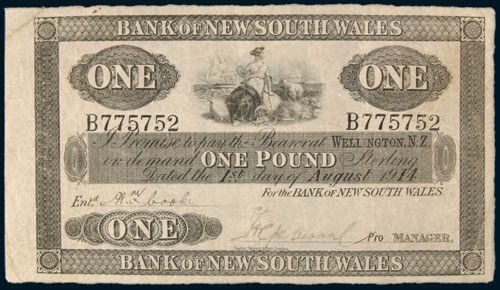 BANK OF NEW SOUTH WALES
ONE ONE
B775752 B775752
I Promise to pay the Bearer at WELLINGTON, N.Z.
on demand ONE POUND Sterling
Dated the 1st day of August 1914
For the BANK OF NEW SOUTH WALES.
Entd
ONE
Pro MANAGER.
BANK OF NEW SOUTH WALES